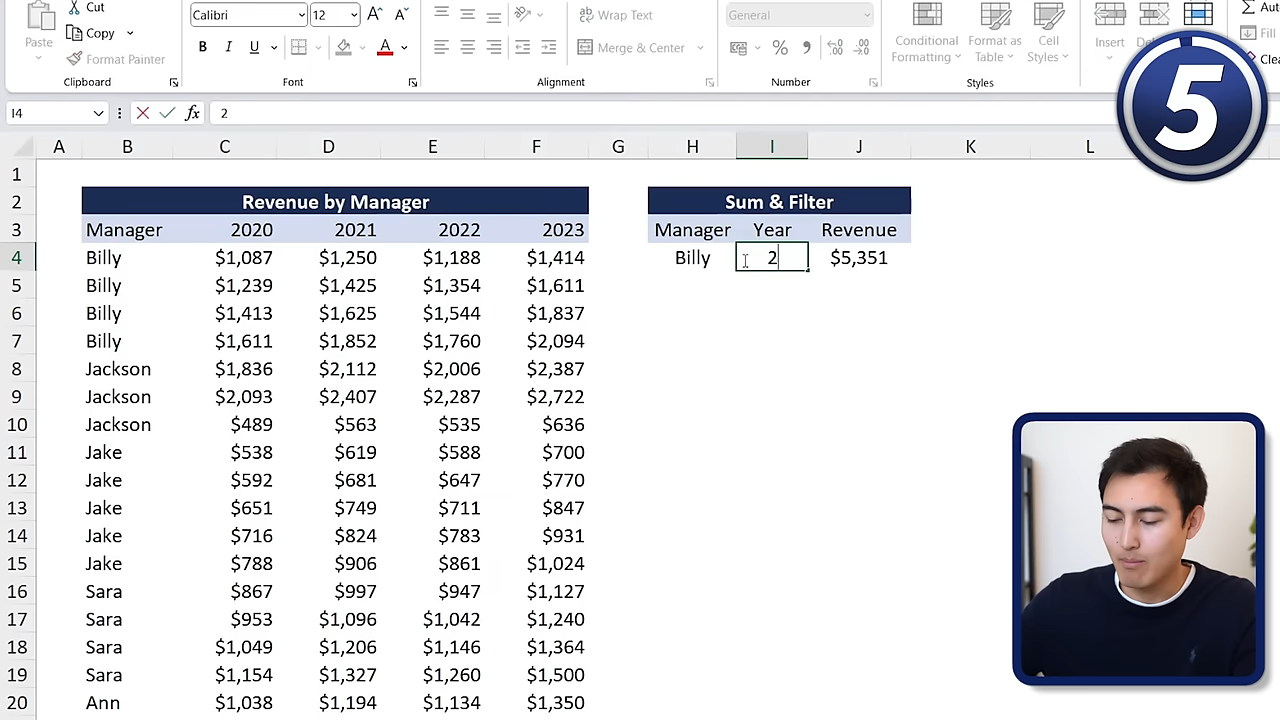 Cut
Paste
Copy
Format Painter
Clipboard
Calibri 12 A A
B I U A
Font
ab Wrap Text
Merge & Center
Alignment
General
% ,
Number
Conditional Formatting
Format as Table
Cell Styles
Styles
Insert
Fill
5
I4 fx 2
A B C D E F G H I J K L
1
2 Revenue by Manager Sum & Filter
3 Manager 2020 2021 2022 2023 Manager Year Revenue
4 Billy $1,087 $1,250 $1,188 $1,414 Billy 2 $5,351
5 Billy $1,239 $1,425 $1,354 $1,611
6 Billy $1,413 $1,625 $1,544 $1,837
7 Billy $1,611 $1,852 $1,760 $2,094
8 Jackson $1,836 $2,112 $2,006 $2,387
9 Jackson $2,093 $2,407 $2,287 $2,722
10 Jackson $489 $563 $535 $636
11 Jake $538 $619 $588 $700
12 Jake $592 $681 $647 $770
13 Jake $651 $749 $711 $847
14 Jake $716 $824 $783 $931
15 Jake $788 $906 $861 $1,024
16 Sara $867 $997 $947 $1,127
17 Sara $953 $1,096 $1,042 $1,240
18 Sara $1,049 $1,206 $1,146 $1,364
19 Sara $1,154 $1,327 $1,260 $1,500
20 Ann $1,038 $1,194 $1,134 $1,350